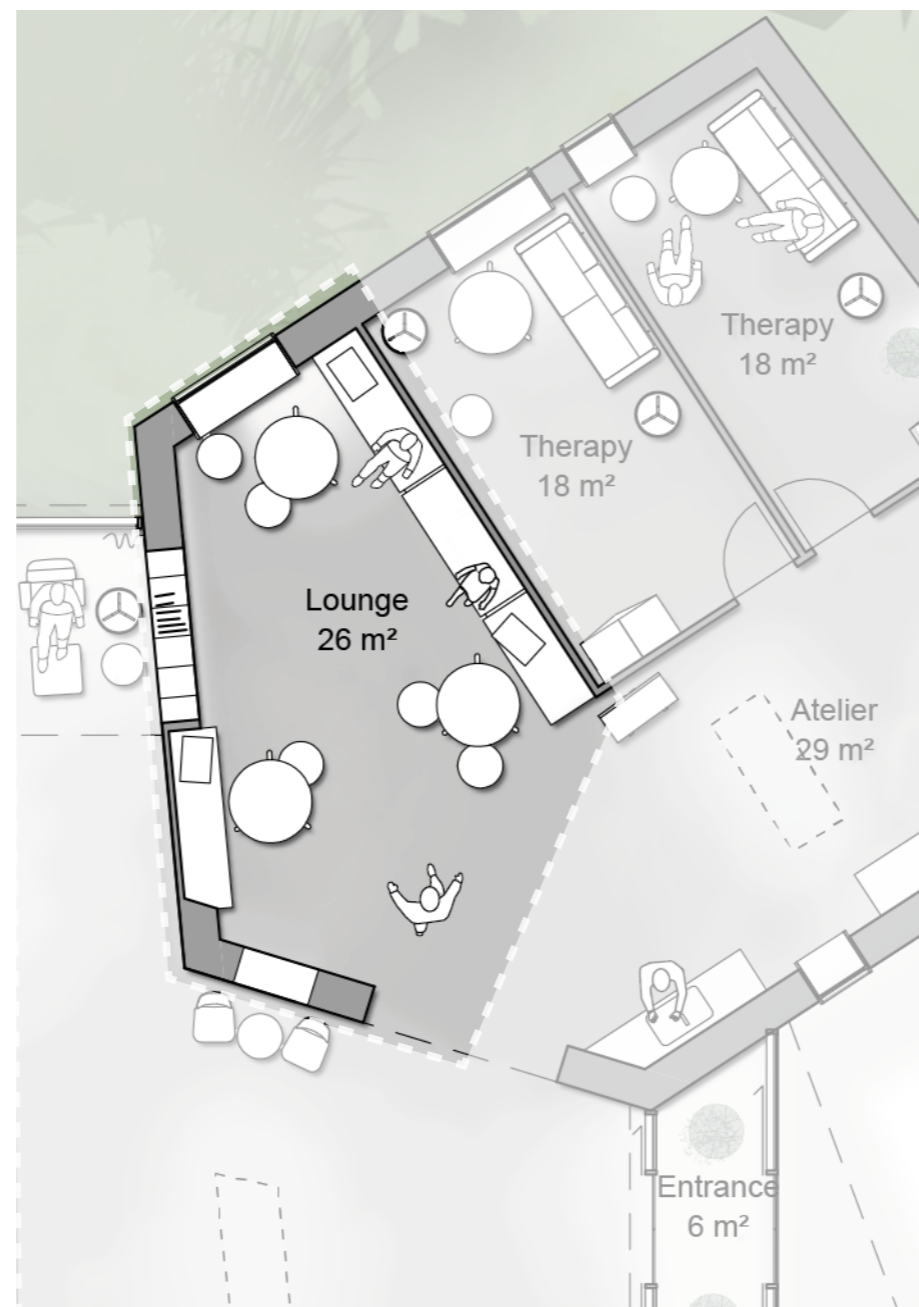 Therapy
18 m²
Therapy
18 m²
Lounge
26 m²
Atelier
29 m²
Entrance
6 m²